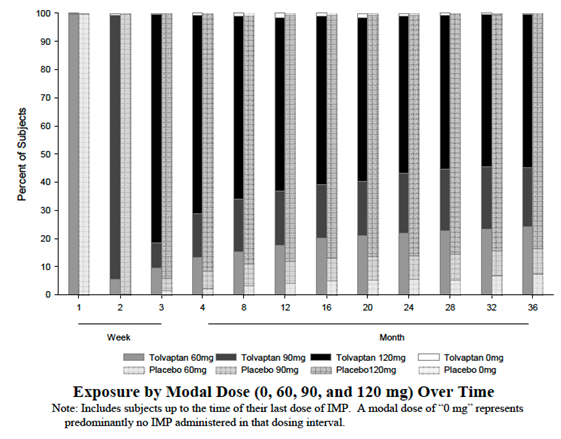 100
90
80
70
60
50
40
30
20
10
0
Percent of Subjects
1 2 3 4 8 12 16 20 24 28 32 36
Week Month
Tolvaptan 60mg Tolvaptan 90mg Tolvaptan 120mg Tolvaptan 0mg
Placebo 60mg Placebo 90mg Placebo120mg Placebo 0mg
Exposure by Modal Dose (0, 60, 90, and 120 mg) Over Time
Note: Includes subjects up to the time of their last dose of IMP. A modal dose of “0 mg” represents
predominantly no IMP administered in that dosing interval.